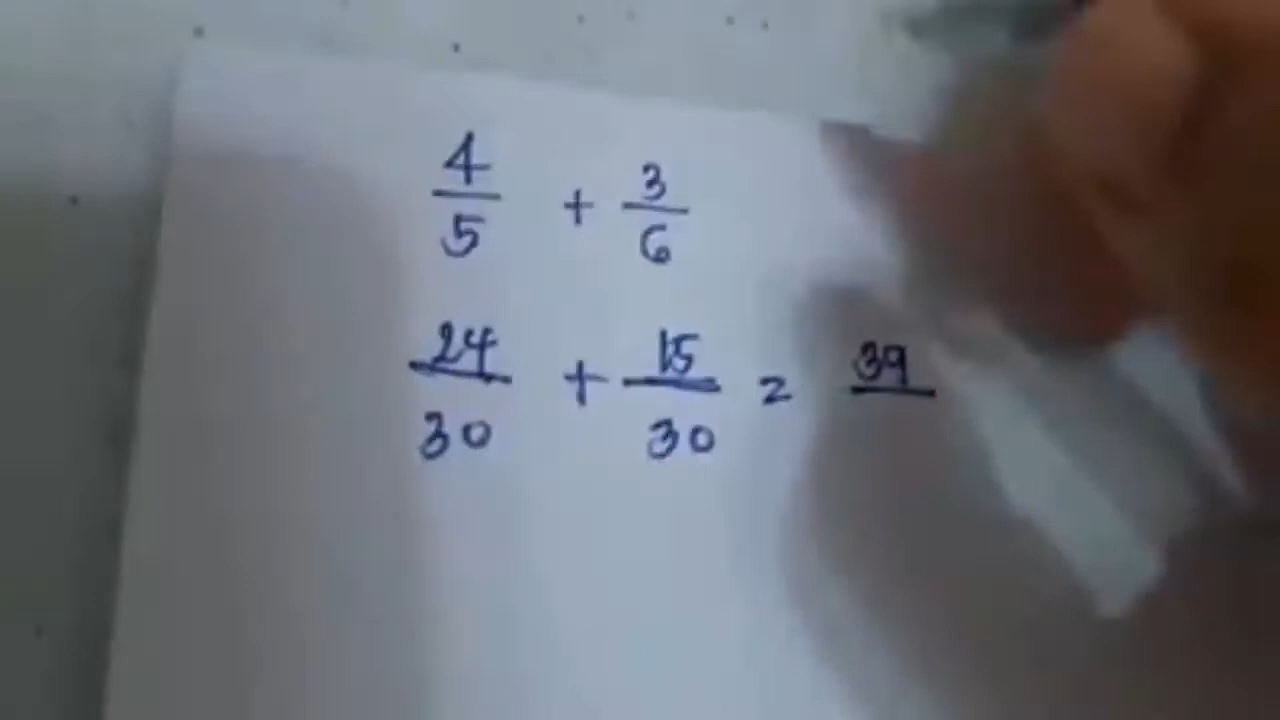 4/5 + 3/6
24/30 + 15/30 = 39/